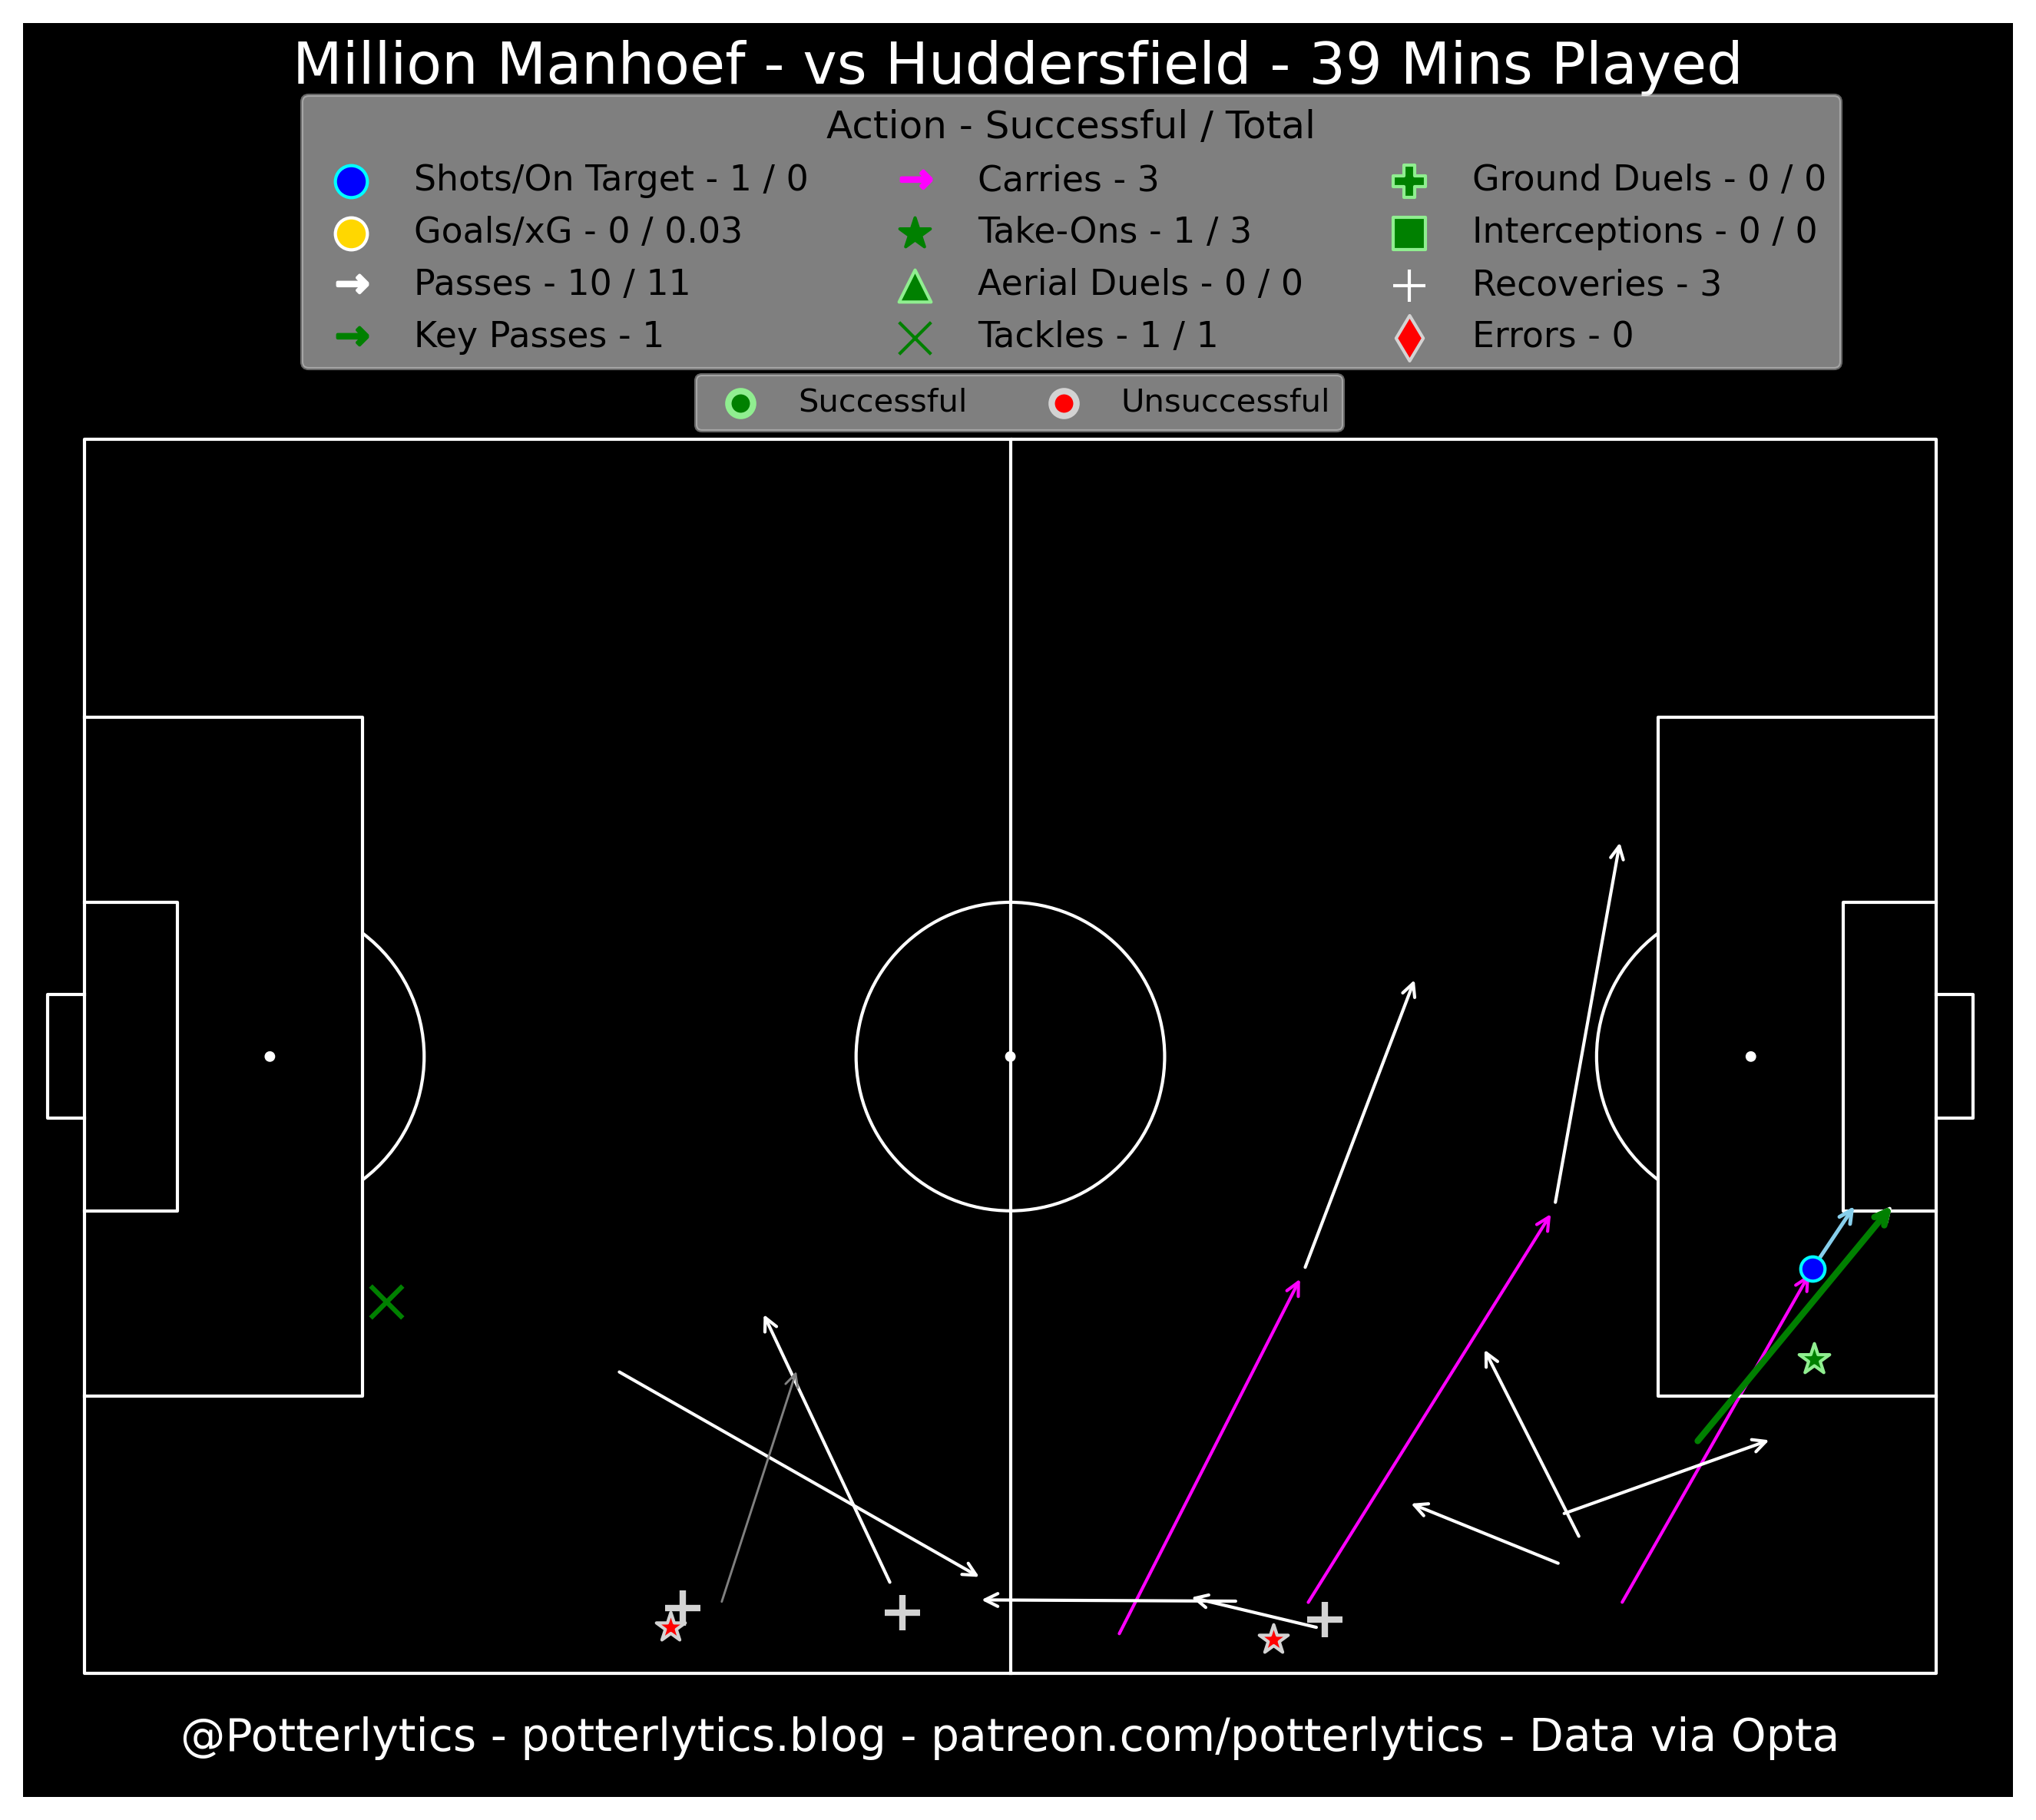 Million Manhoef - vs Huddersfield - 39 Mins Played
Action - Successful / Total
Shots/On Target - 1 / 0
Goals/xG - 0 / 0.03
Passes - 10 / 11
Key Passes - 1
Carries - 3
Take-Ons - 1 / 3
Aerial Duels - 0 / 0
Tackles - 1 / 1
Ground Duels - 0 / 0
Interceptions - 0 / 0
Recoveries - 3
Errors - 0
Successful
Unsuccessful
@Potterlytics - potterlytics.blog - patreon.com/potterlytics - Data via Opta